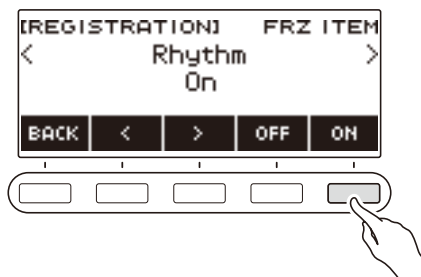 [REGISTRATION] FRZ ITEM
< Rhythm >
On
BACK < > OFF ON